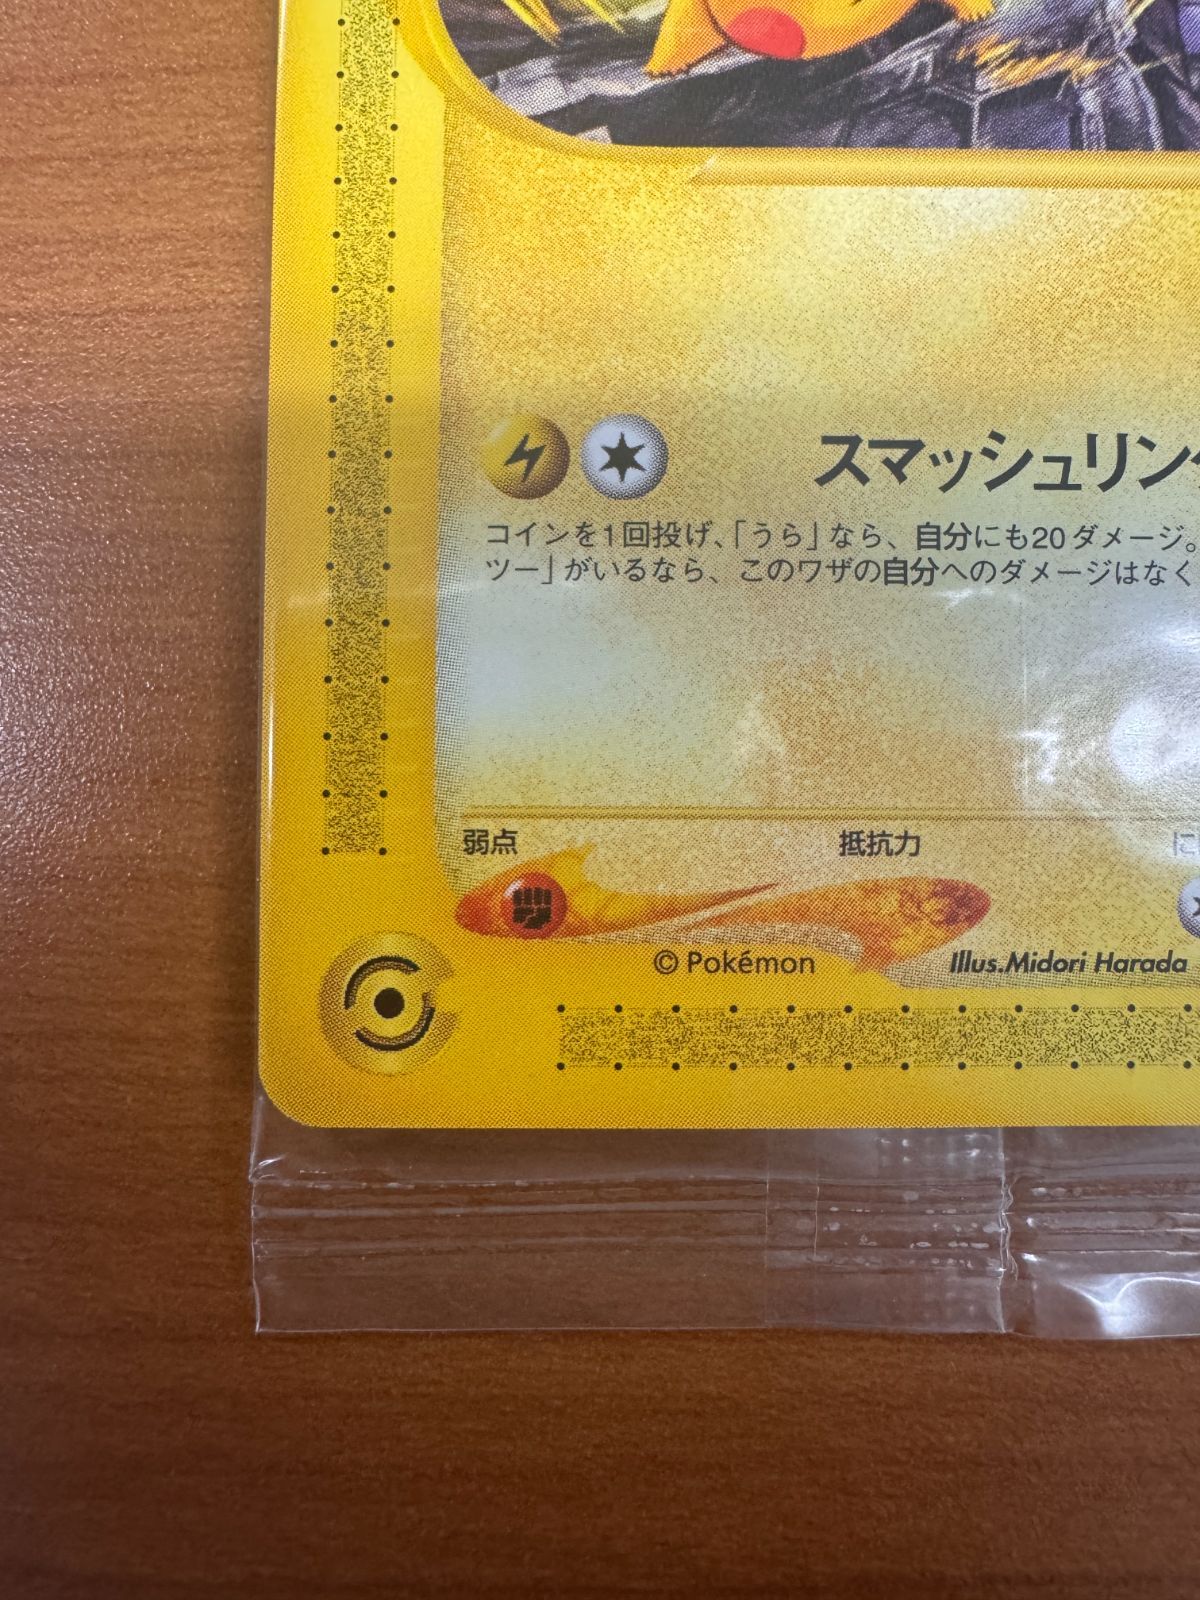 スマッシュリング
コインを1回投げ、「うら」なら、自分にも20ダメージ。
ツー」がいるなら、このワザの自分へのダメージはなく
弱点
抵抗力
に
© Pokémon
Illus.Midori Harada